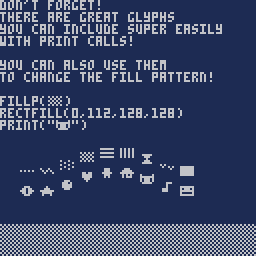 DON'T FORGET!
THERE ARE GREAT GLYPHS
YOU CAN INCLUDE SUPER EASILY
WITH PRINT CALLS!
YOU CAN ALSO USE THEM
TO CHANGE THE FILL PATTERN!
FILLP(▒)
RECTFILL(0,112,128,128)
PRINT("🐱")